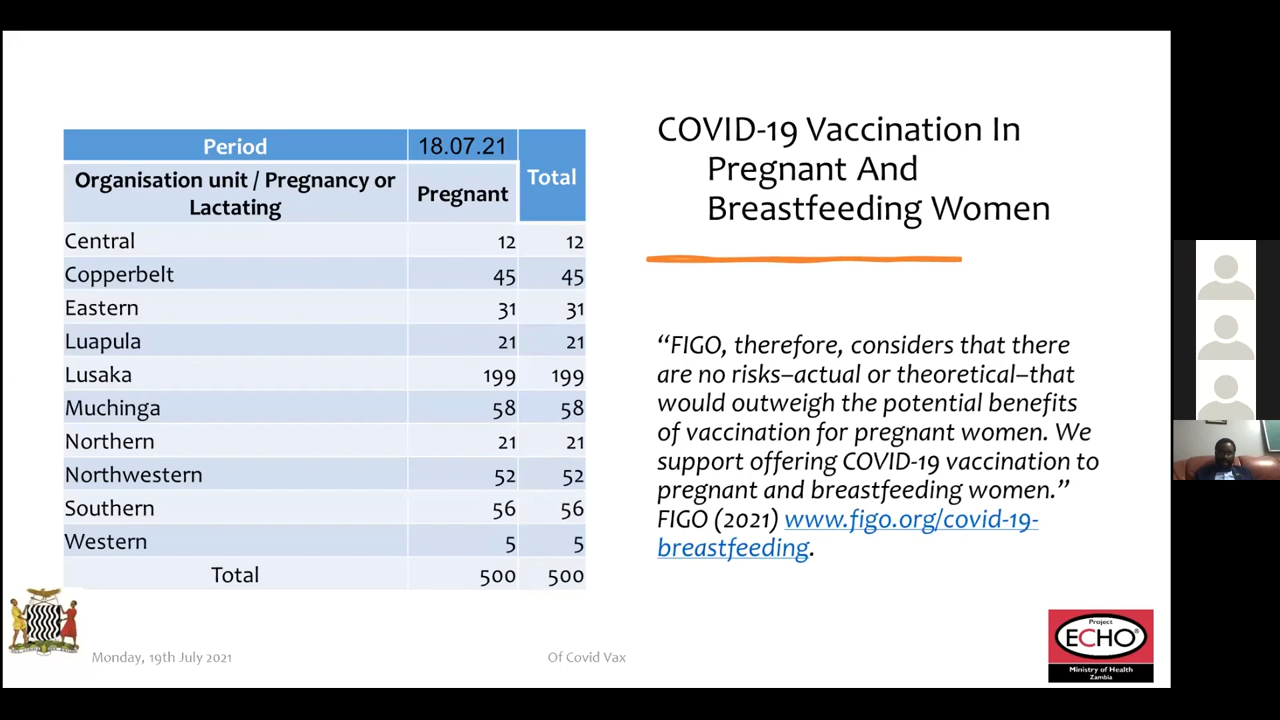 Period 18.07.21 Total
Organisation unit / Pregnancy or
Lactating
Pregnant
Central 12 12
Copperbelt 45 45
Eastern 31 31
Luapula 21 21
Lusaka 199 199
Muchinga 58 58
Northern 21 21
Northwestern 52 52
Southern 56 56
Western 5 5
Total 500 500
COVID-19 Vaccination In
Pregnant And
Breastfeeding Women
“FIGO, therefore, considers that there
are no risks–actual or theoretical–that
would outweigh the potential benefits
of vaccination for pregnant women. We
support offering COVID-19 vaccination to
pregnant and breastfeeding women.”
FIGO (2021) www.figo.org/covid-19-
breastfeeding.
Monday, 19th July 2021
Of Covid Vax
Project
ECHO®
Ministry of Health
Zambia